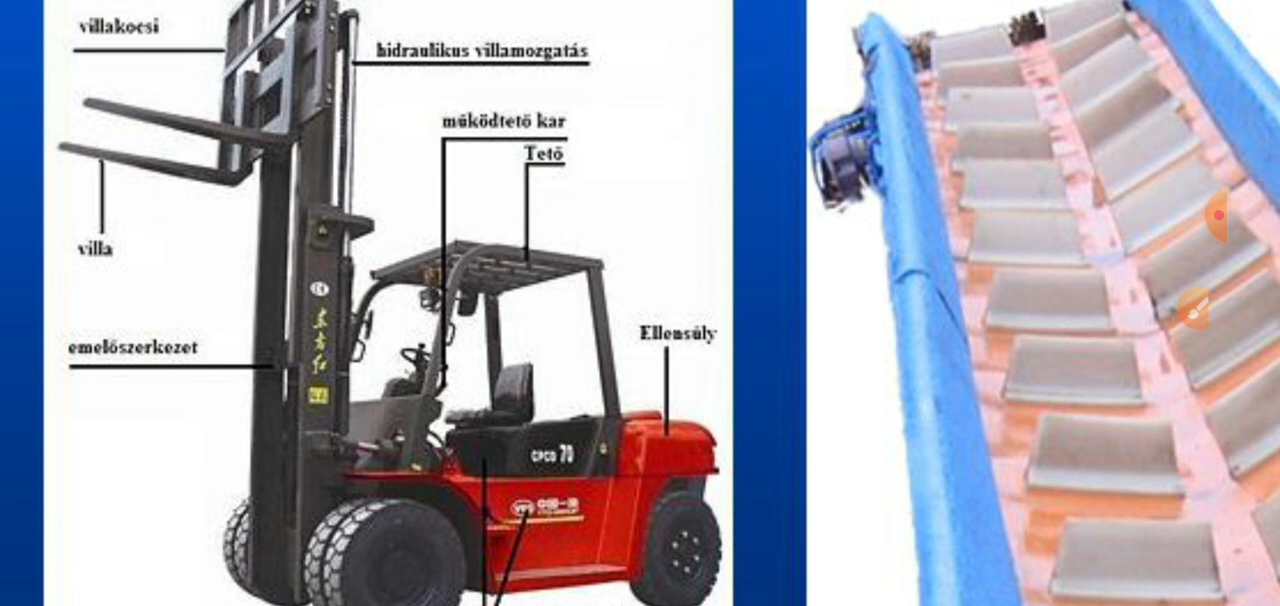 villakocsi
hidraulikus villamozgatás
működtető kar
Tető
villa
emelőszerkezet
Ellensúly
CPCD 70